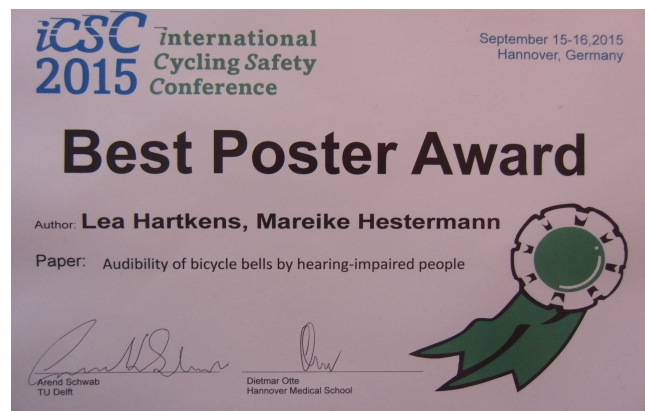 iCSC international
2015 Cycling Safety
Conference
September 15-16,2015
Hannover, Germany
Best Poster Award
Author: Lea Hartkens, Mareike Hestermann
Paper: Audibility of bicycle bells by hearing-impaired people
Arend Schwab
TU Delft
Dietmar Otte
Hannover Medical School